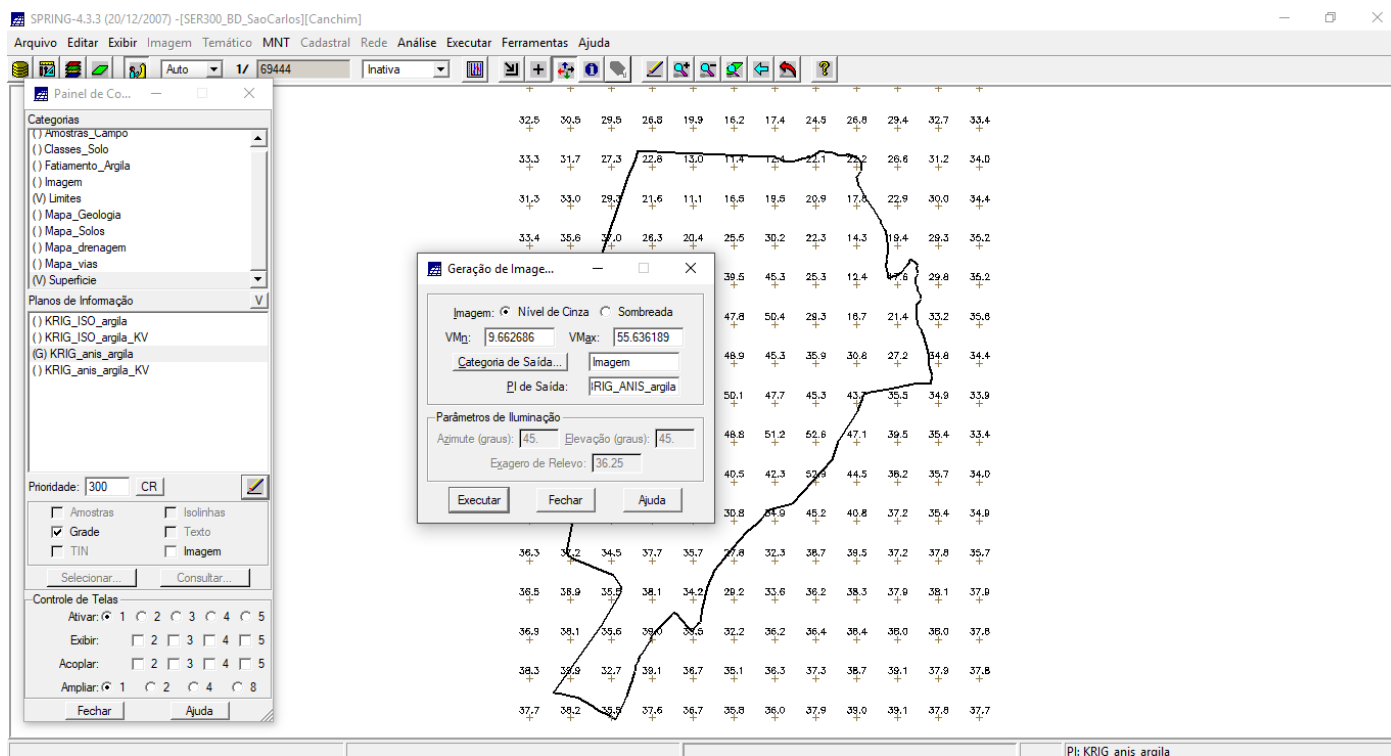 SPRING-4.3.3 (20/12/2007) -[SER300_BD_SaoCarlos][Canchim]
Arquivo Editar Exibir Imagem Temático MNT Cadastral Rede Análise Executar Ferramentas Ajuda
Auto 1/ 69444 Inativa
Painel de Co...
Categorias
() Amostras_Campo
() Classes_Solo
() Fatiamento_Argila
() Imagem
(V) Limites
() Mapa_Geologia
() Mapa_Solos
() Mapa_drenagem
() Mapa_vias
(V) Superficie
Planos de Informação V
() KRIG_ISO_argila
() KRIG_ISO_argila_KV
(G) KRIG_anis_argila
() KRIG_anis_argila_KV
Prioridade: 300 CR
Amostras Isolinhas
Grade Texto
TIN Imagem
Selecionar... Consultar...
Controle de Telas
Ativar: 1 2 3 4 5
Exibir: 2 3 4 5
Acoplar: 2 3 4 5
Ampliar: 1 2 4 8
Fechar Ajuda
Geração de Image...
Imagem: Nível de Cinza Sombreada
VMn: 9.662686 VMax: 55.636189
Categoria de Saída... Imagem
PI de Saída: RIG_ANIS_argila
Parâmetros de Iluminação
Azimute (graus): 45. Elevação (graus): 45.
Exagero de Relevo: 36.25
Executar Fechar Ajuda
32.5 30.5 29.5 26.8 19.9 16.2 17.4 24.5 26.8 29.4 32.7 33.4
33.3 31.7 27.3 22.8 13.0 11.4 22.1 22.2 26.6 31.2 34.0
31.3 33.0 21.6 11.1 16.5 19.5 20.9 17.8 22.9 30.0 34.4
33.4 35.6 26.3 20.4 25.5 30.2 22.3 14.3 19.4 29.3 35.2
39.5 45.3 25.3 12.4 29.8 35.2
47.8 50.4 29.3 16.7 21.4 33.2 35.6
48.9 45.3 35.9 30.6 27.2 34.8 34.4
50.1 47.7 45.3 35.5 34.9 33.9
48.8 51.2 52.6 47.1 39.5 35.4 33.4
40.5 42.3 44.5 38.2 35.7 34.0
30.8 45.2 40.8 37.2 35.4 34.9
36.3 34.5 37.7 35.7 32.3 38.7 39.5 37.2 37.8 35.7
36.5 38.9 38.1 34.2 29.2 33.6 36.2 38.3 37.9 38.1 37.9
36.9 38.1 35.6 32.2 36.2 36.4 38.4 38.0 38.0 37.8
38.3 32.7 39.1 36.7 35.1 36.3 37.3 38.7 39.1 37.9 37.8
37.7 38.2 37.6 36.7 35.8 36.0 37.9 39.0 39.1 37.8 37.7
PI: KRIG_anis_argila